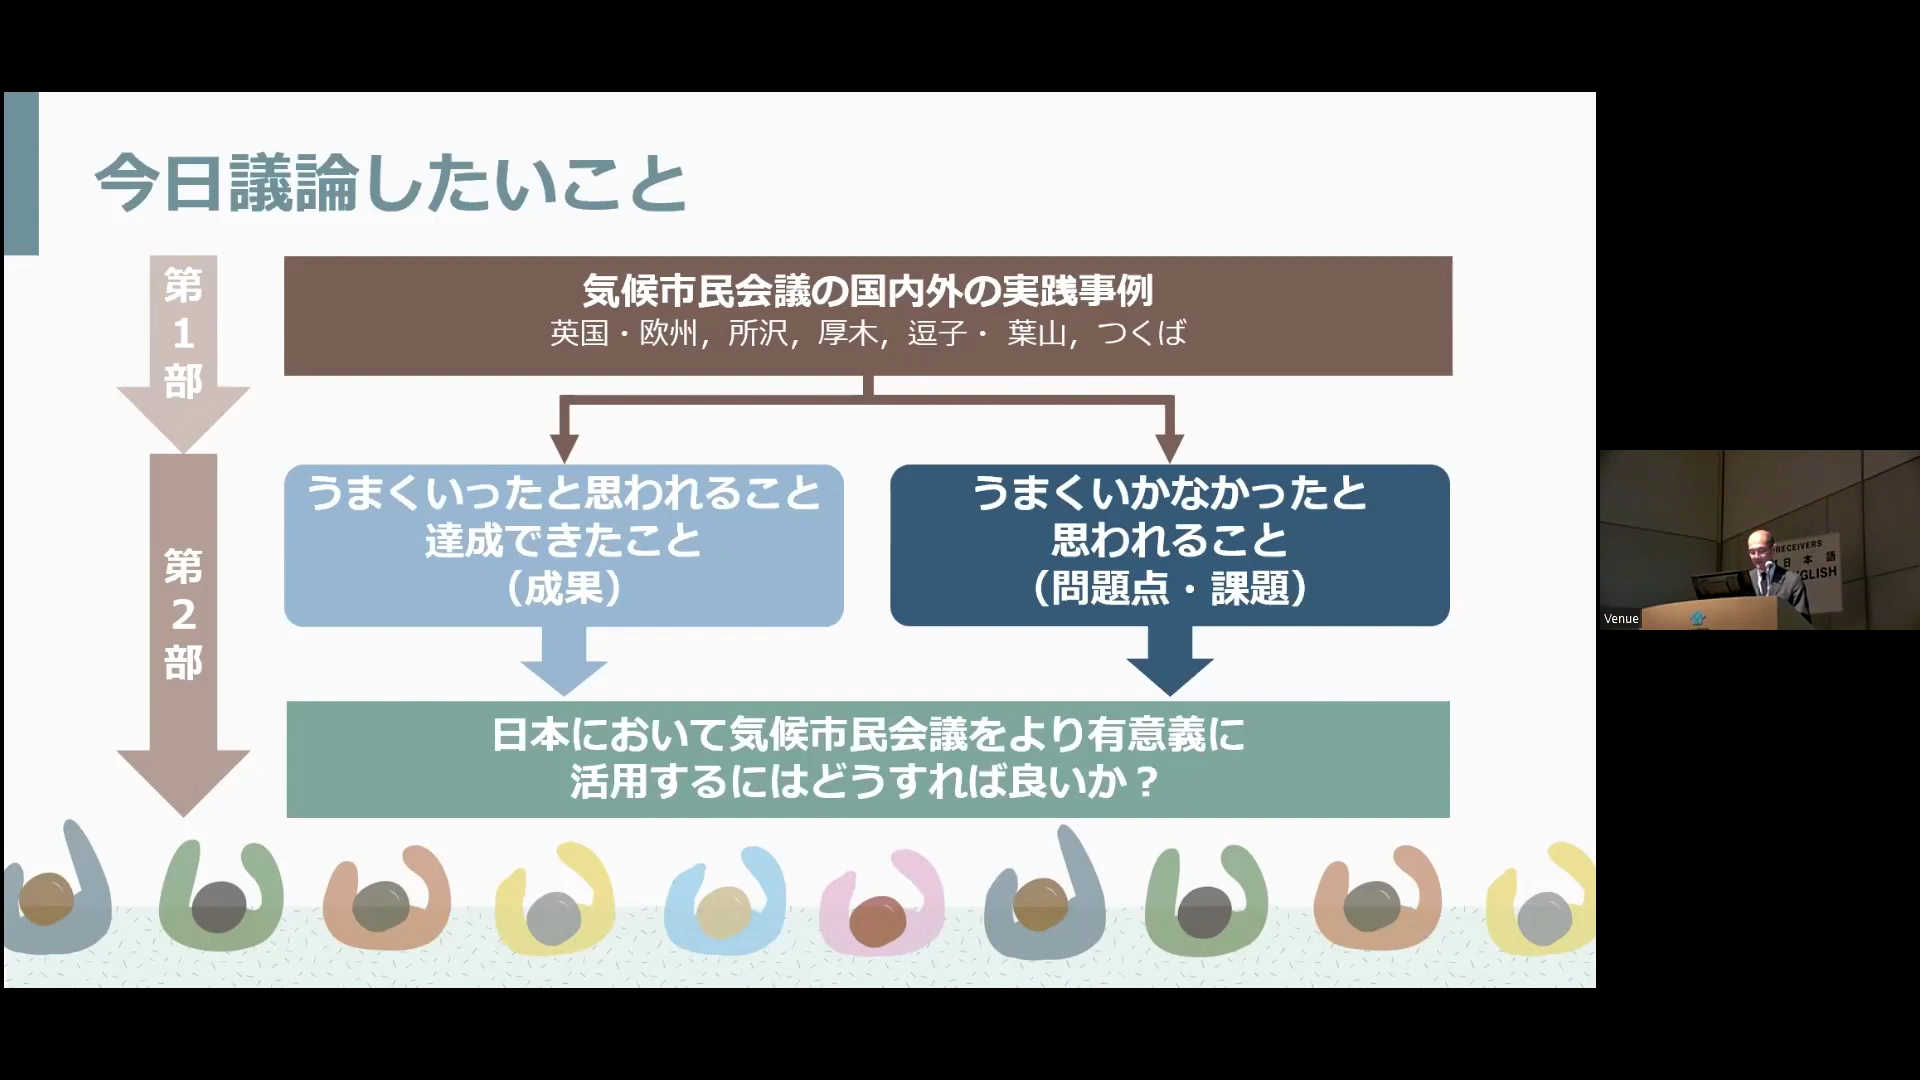 今日議論したいこと
第
1
部
気候市民会議の国内外の実践事例
英国・欧州，所沢，厚木，逗子・ 葉山，つくば
第
2
部
うまくいったと思われること
達成できたこと
（成果）
うまくいかなかったと
思われること
（問題点・課題）
日本において気候市民会議をより有意義に
活用するにはどうすれば良いか？
RECEIVERS
日本語
GLISH
Venue